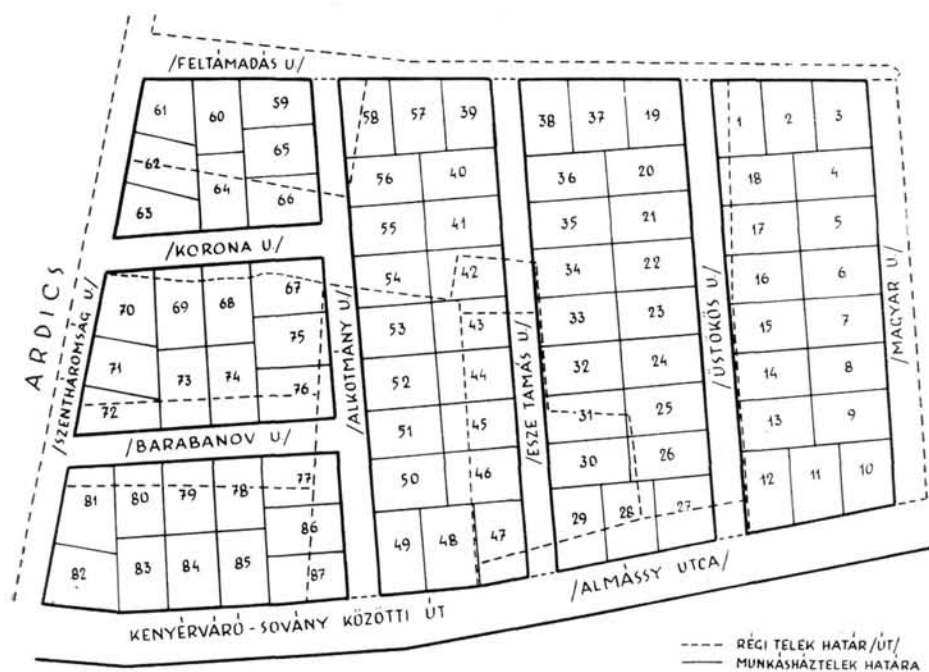 /FELTÁMADÁS U./
61 60 59 58 57 39 38 37 19 1 2 3
62 65 56 40 36 20 18 4
64 66
63 55 41 35 21 17 5
/KORONA U./
ARDICS
/SZENTHÁROMSÁG U./
70 69 68 67 54 42 34 22 16 6
/ALKOTMÁNY U./
/ESZE TAMÁS U./
/ÜSTÖKÖS U./
/MAGYAR U./
75 53 43 33 23 15 7
71 73 74 76 52 44 32 24 14 8
72 51 45 31 25 13 9
/BARABANOV U./
81 80 79 78 77 50 46 30 26 12 11 10
86 49 48 47 29 28 27
82 83 84 85 87
/ALMÁSSY UTCA/
KENYÉRVÁRÓ - SOVÁNY KÖZÖTTI ÚT
RÉGI TELEK HATÁR /ÚT/
MUNKÁSHÁZTELEK HATÁRA